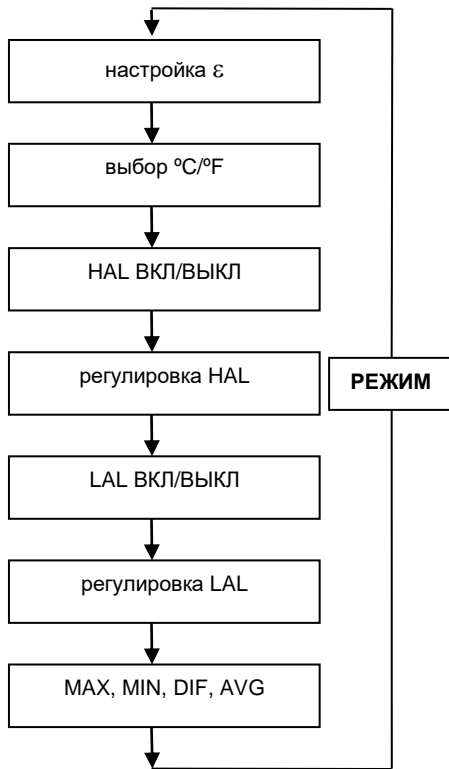 настройка ε
выбор ºC/ºF
HAL ВКЛ/ВЫКЛ
регулировка HAL
РЕЖИМ
LAL ВКЛ/ВЫКЛ
регулировка LAL
MAX, MIN, DIF, AVG